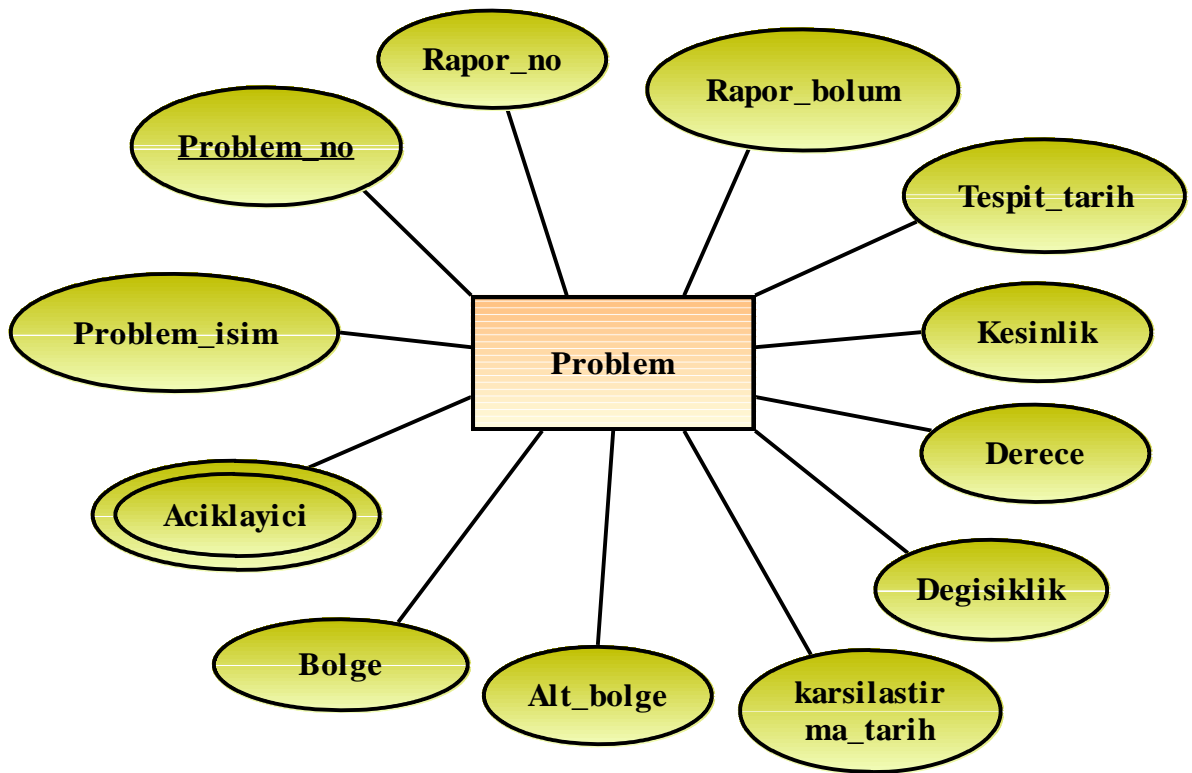 Rapor_no
Rapor_bolum
Problem_no
Tespit_tarih
Problem_isim
Kesinlik
Problem
Derece
Aciklayici
Degisiklik
Bolge
Alt_bolge
karsilastir
ma_tarih